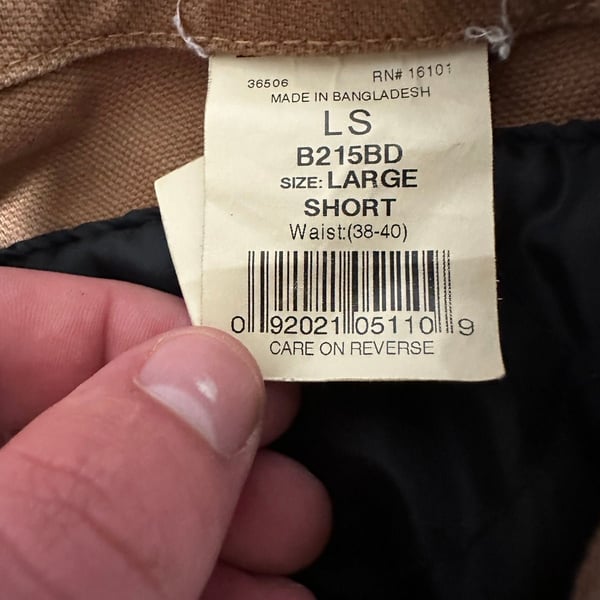 36506 RN# 16101
MADE IN BANGLADESH
LS
B215BD
SIZE: LARGE
SHORT
Waist:(38-40)
0 92021 05110 9
CARE ON REVERSE